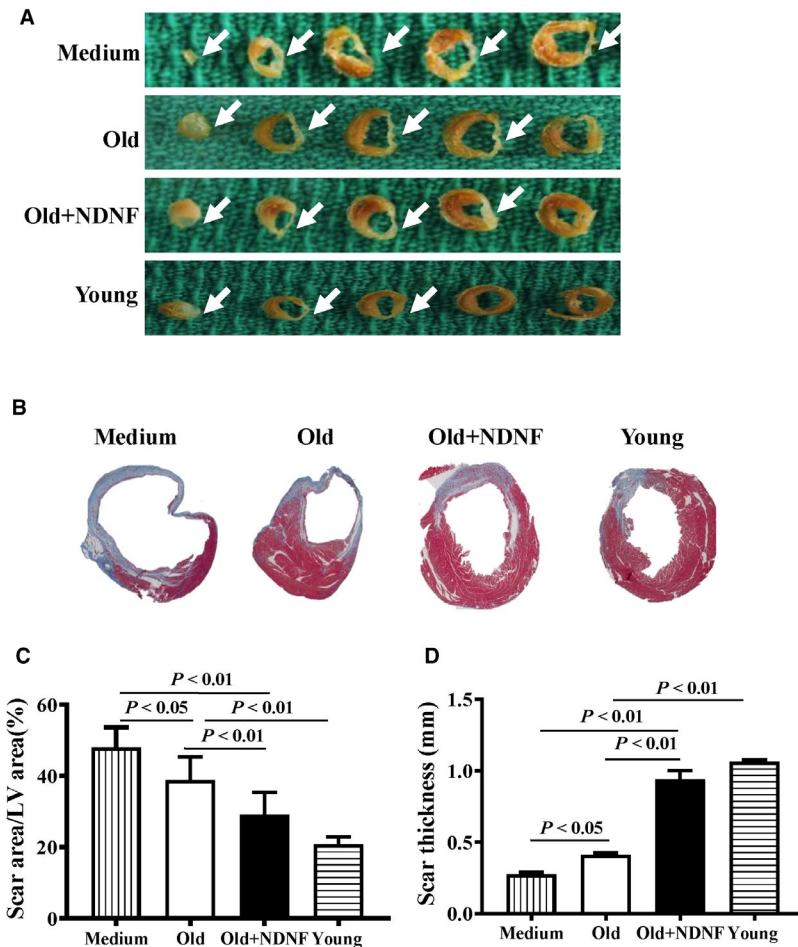 A
Medium
Old
Old+NDNF
Young
B
Medium Old Old+NDNF Young
C
P < 0.01
P < 0.05 P < 0.01
P < 0.01
Scar area/LV area(%)
60
40
20
0
Medium Old Old+NDNF Young
D
P < 0.01
P < 0.01
P < 0.01
P < 0.05
Scar thickness (mm)
1.5
1.0
0.5
0.0
Medium Old Old+NDNF Young